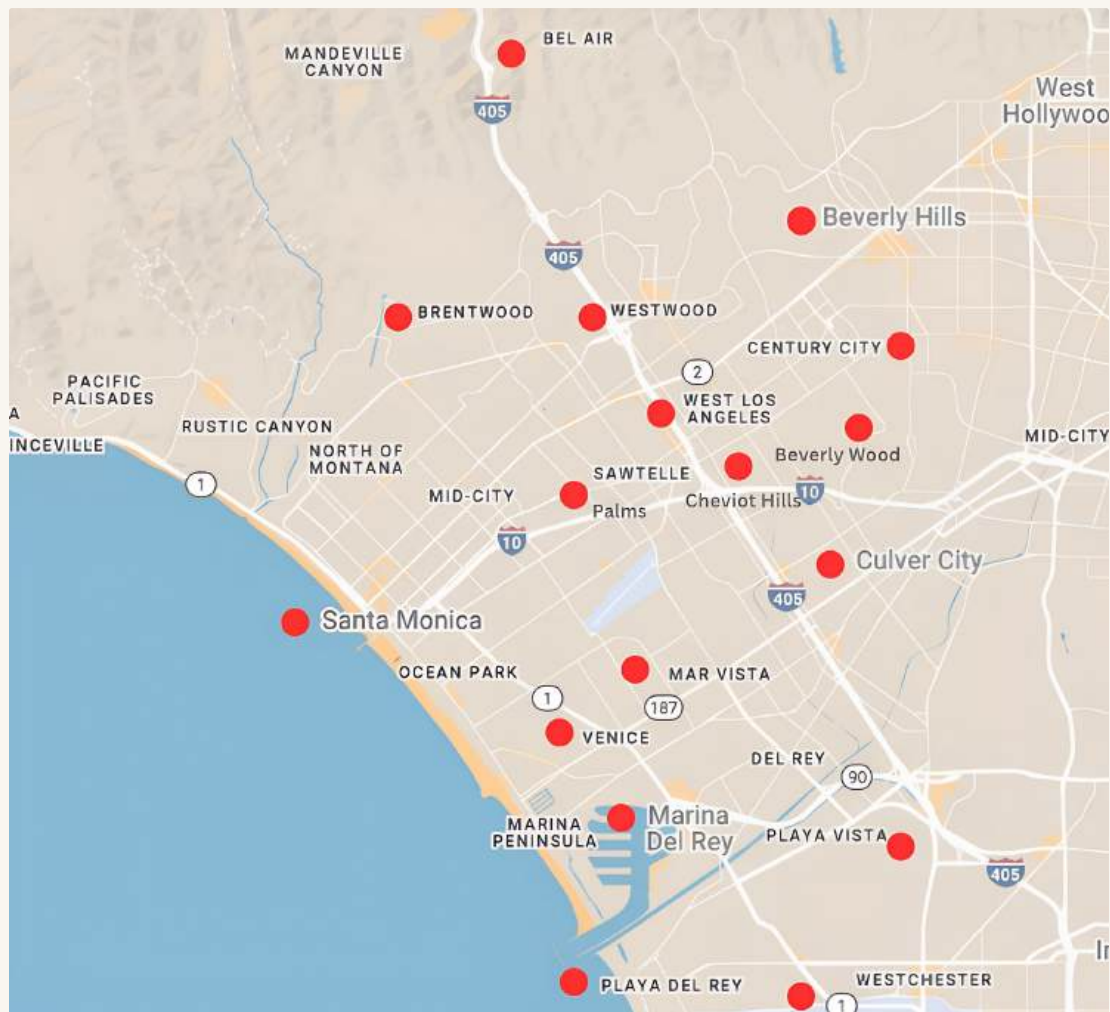 BEL AIR
MANDEVILLE
CANYON
West
Hollywoo
405
Beverly Hills
405
BRENTWOOD
WESTWOOD
CENTURY CITY
2
PACIFIC
PALISADES
WEST LOS
ANGELES
A
RUSTIC CANYON
INCEVILLE
NORTH OF
MONTANA
MID-CITY
Beverly Wood
SAWTELLE
1
MID-CITY
Cheviot Hills
10
Palms
10
Culver City
405
Santa Monica
OCEAN PARK
MAR VISTA
1
187
VENICE
DEL REY
90
MARINA
PENINSULA
Marina
Del Rey
PLAYA VISTA
405
In
PLAYA DEL REY
WESTCHESTER
1